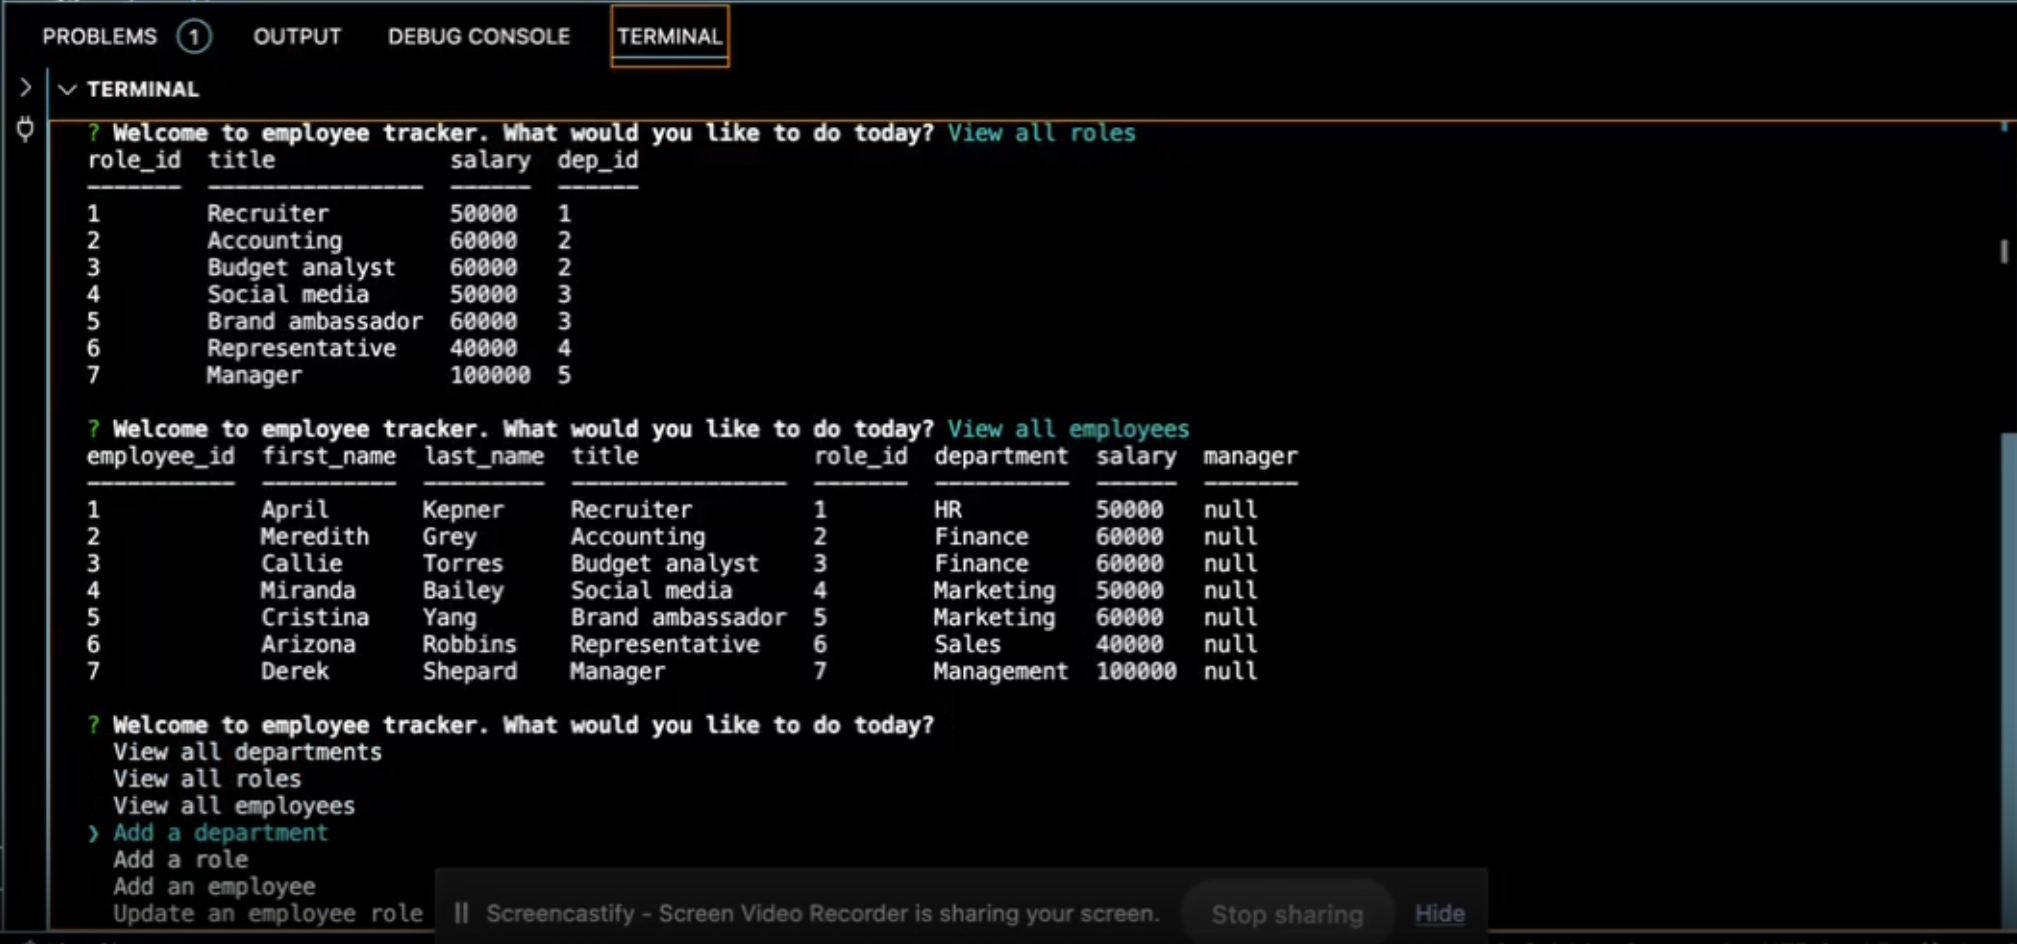 PROBLEMS 1 OUTPUT DEBUG CONSOLE TERMINAL
TERMINAL
? Welcome to employee tracker. What would you like to do today? View all roles
role_id title salary dep_id
------- ---------------- ------ ------
1 Recruiter 50000 1
2 Accounting 60000 2
3 Budget analyst 60000 2
4 Social media 50000 3
5 Brand ambassador 60000 3
6 Representative 40000 4
7 Manager 100000 5
? Welcome to employee tracker. What would you like to do today? View all employees
employee_id first_name last_name title role_id department salary manager
----------- ---------- --------- ---------------- ------- ---------- ------ -------
1 April Kepner Recruiter 1 HR 50000 null
2 Meredith Grey Accounting 2 Finance 60000 null
3 Callie Torres Budget analyst 3 Finance 60000 null
4 Miranda Bailey Social media 4 Marketing 50000 null
5 Cristina Yang Brand ambassador 5 Marketing 60000 null
6 Arizona Robbins Representative 6 Sales 40000 null
7 Derek Shepard Manager 7 Management 100000 null
? Welcome to employee tracker. What would you like to do today?
View all departments
View all roles
View all employees
❯ Add a department
Add a role
Add an employee
Update an employee role
Screencastify - Screen Video Recorder is sharing your screen. Stop sharing Hide